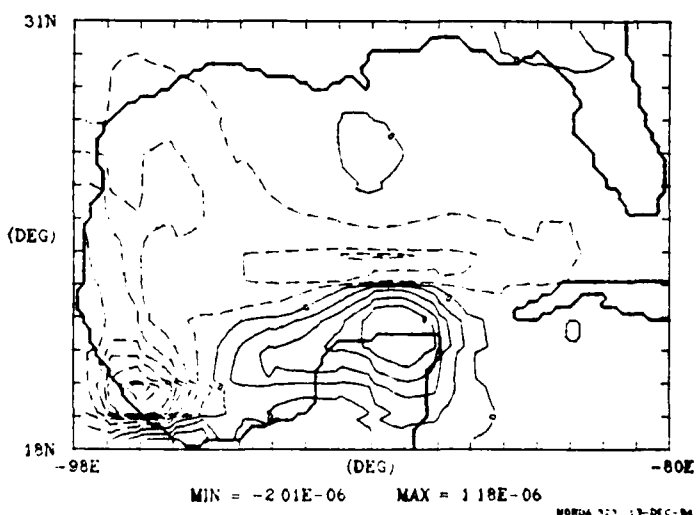 31N
(DEG)
18N
-98E (DEG) -80E
MIN = -2 01E-06 MAX = 1 18E-06